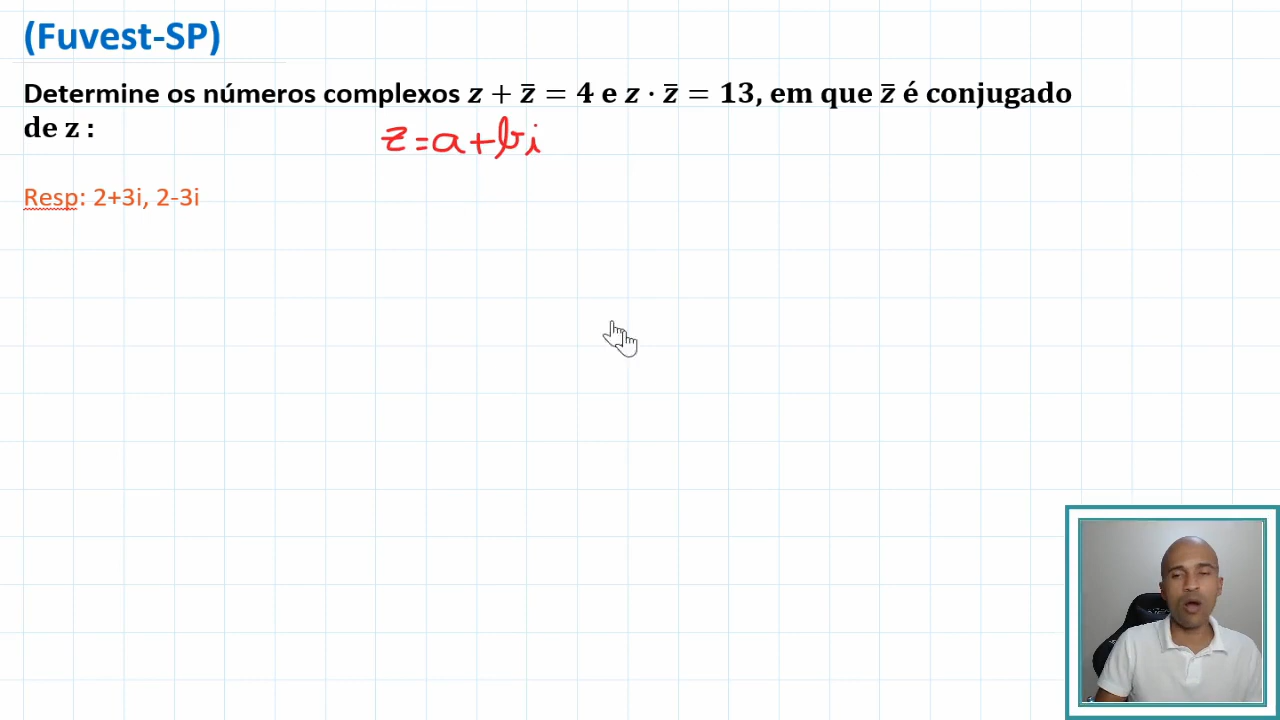 (Fuvest-SP)
Determine os números complexos z + z̄ = 4 e z · z̄ = 13, em que z̄ é conjugado
de z :
z = a + bi
Resp: 2+3i, 2-3i